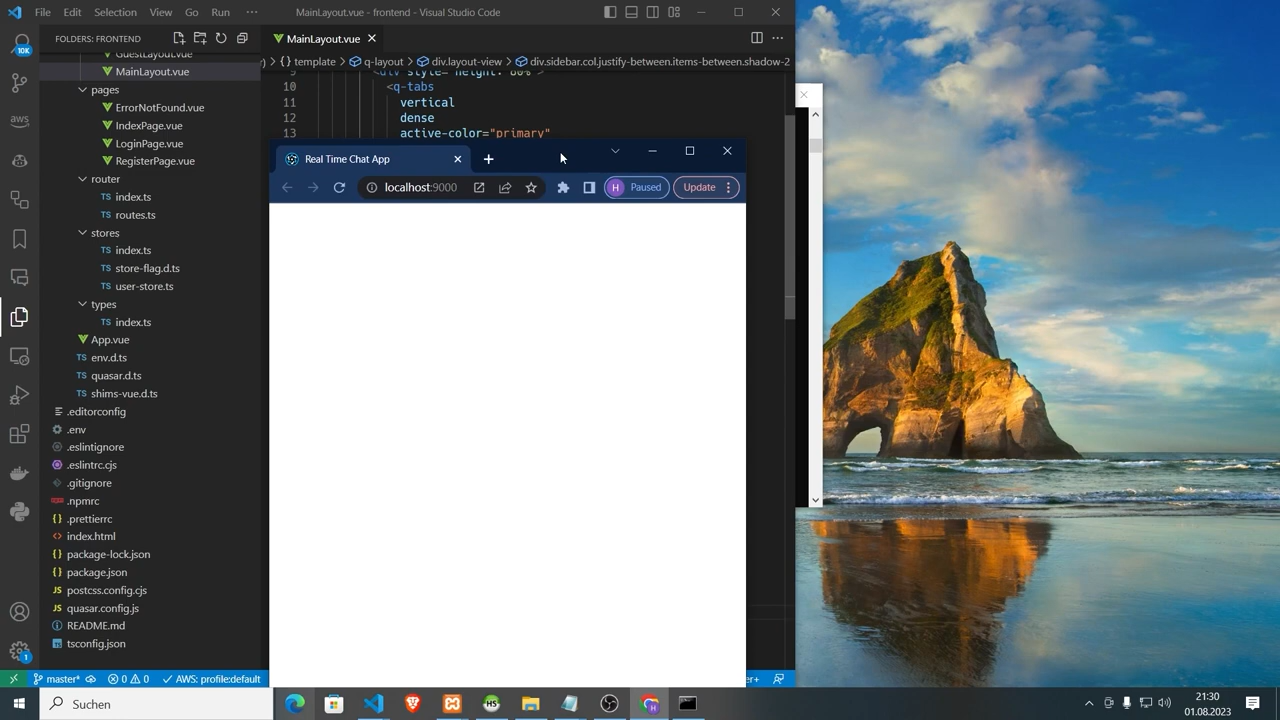 File Edit Selection View Go Run ··· MainLayout.vue - frontend - Visual Studio Code
FOLDERS: FRONTEND
MainLayout.vue
) > {} template > q-layout > div.layout-view > div.sidebar.col.justify-between.items-between.shadow-2
GuestLayout.vue
MainLayout.vue
pages
ErrorNotFound.vue
IndexPage.vue
LoginPage.vue
RegisterPage.vue
router
TS index.ts
TS routes.ts
stores
TS index.ts
TS store-flag.d.ts
TS user-store.ts
types
TS index.ts
App.vue
TS env.d.ts
TS quasar.d.ts
TS shims-vue.d.ts
.editorconfig
.env
.eslintignore
.eslintrc.cjs
.gitignore
.npmrc
{} .prettierrc
<> index.html
{} package-lock.json
{} package.json
JS postcss.config.cjs
JS quasar.config.js
README.md
tsconfig.json
10K
aws
1
9 <div style="height: 80%">
10 <q-tabs
11 vertical
12 dense
13 active-color="primary"
Real Time Chat App
localhost:9000
H Paused
Update
master*
0 0
AWS: profile:default
er+
Suchen
HS
21:30
01.08.2023